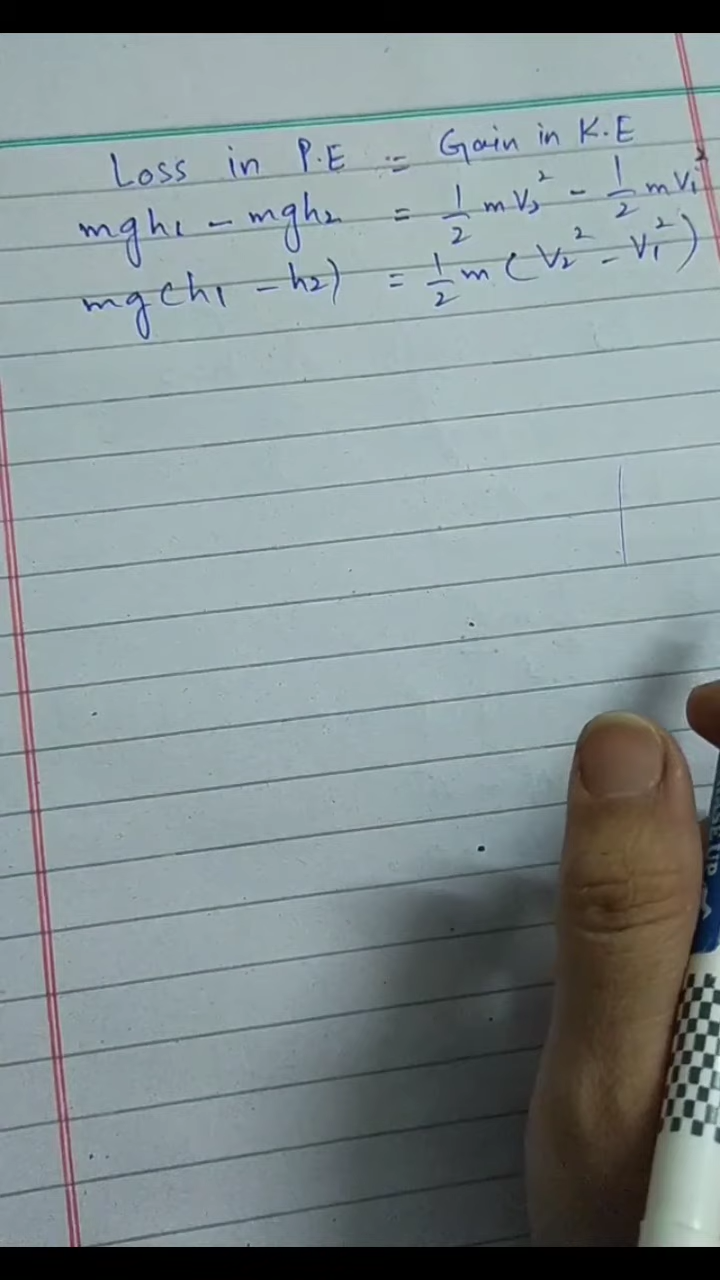 Loss in P.E = Gain in K.E
mgh₁ - mgh₂ = 1/2 mv₂² - 1/2 mv₁²
mg(h₁ - h₂) = 1/2 m (v₂² - v₁²)